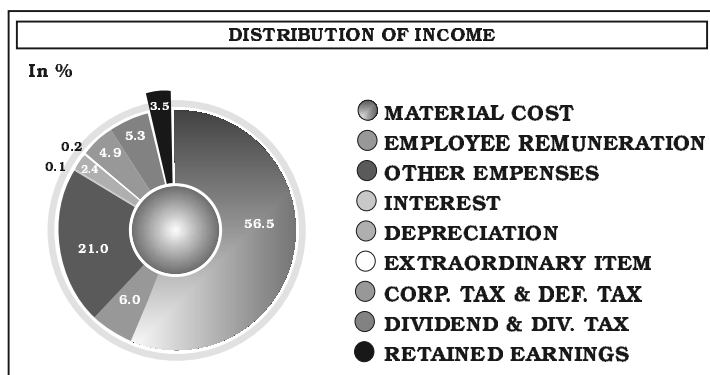 DISTRIBUTION OF INCOME
In %
3.5
5.3
0.2
4.9
0.1
2.4
56.5
21.0
6.0
MATERIAL COST
EMPLOYEE REMUNERATION
OTHER EMPENSES
INTEREST
DEPRECIATION
EXTRAORDINARY ITEM
CORP. TAX & DEF. TAX
DIVIDEND & DIV. TAX
RETAINED EARNINGS